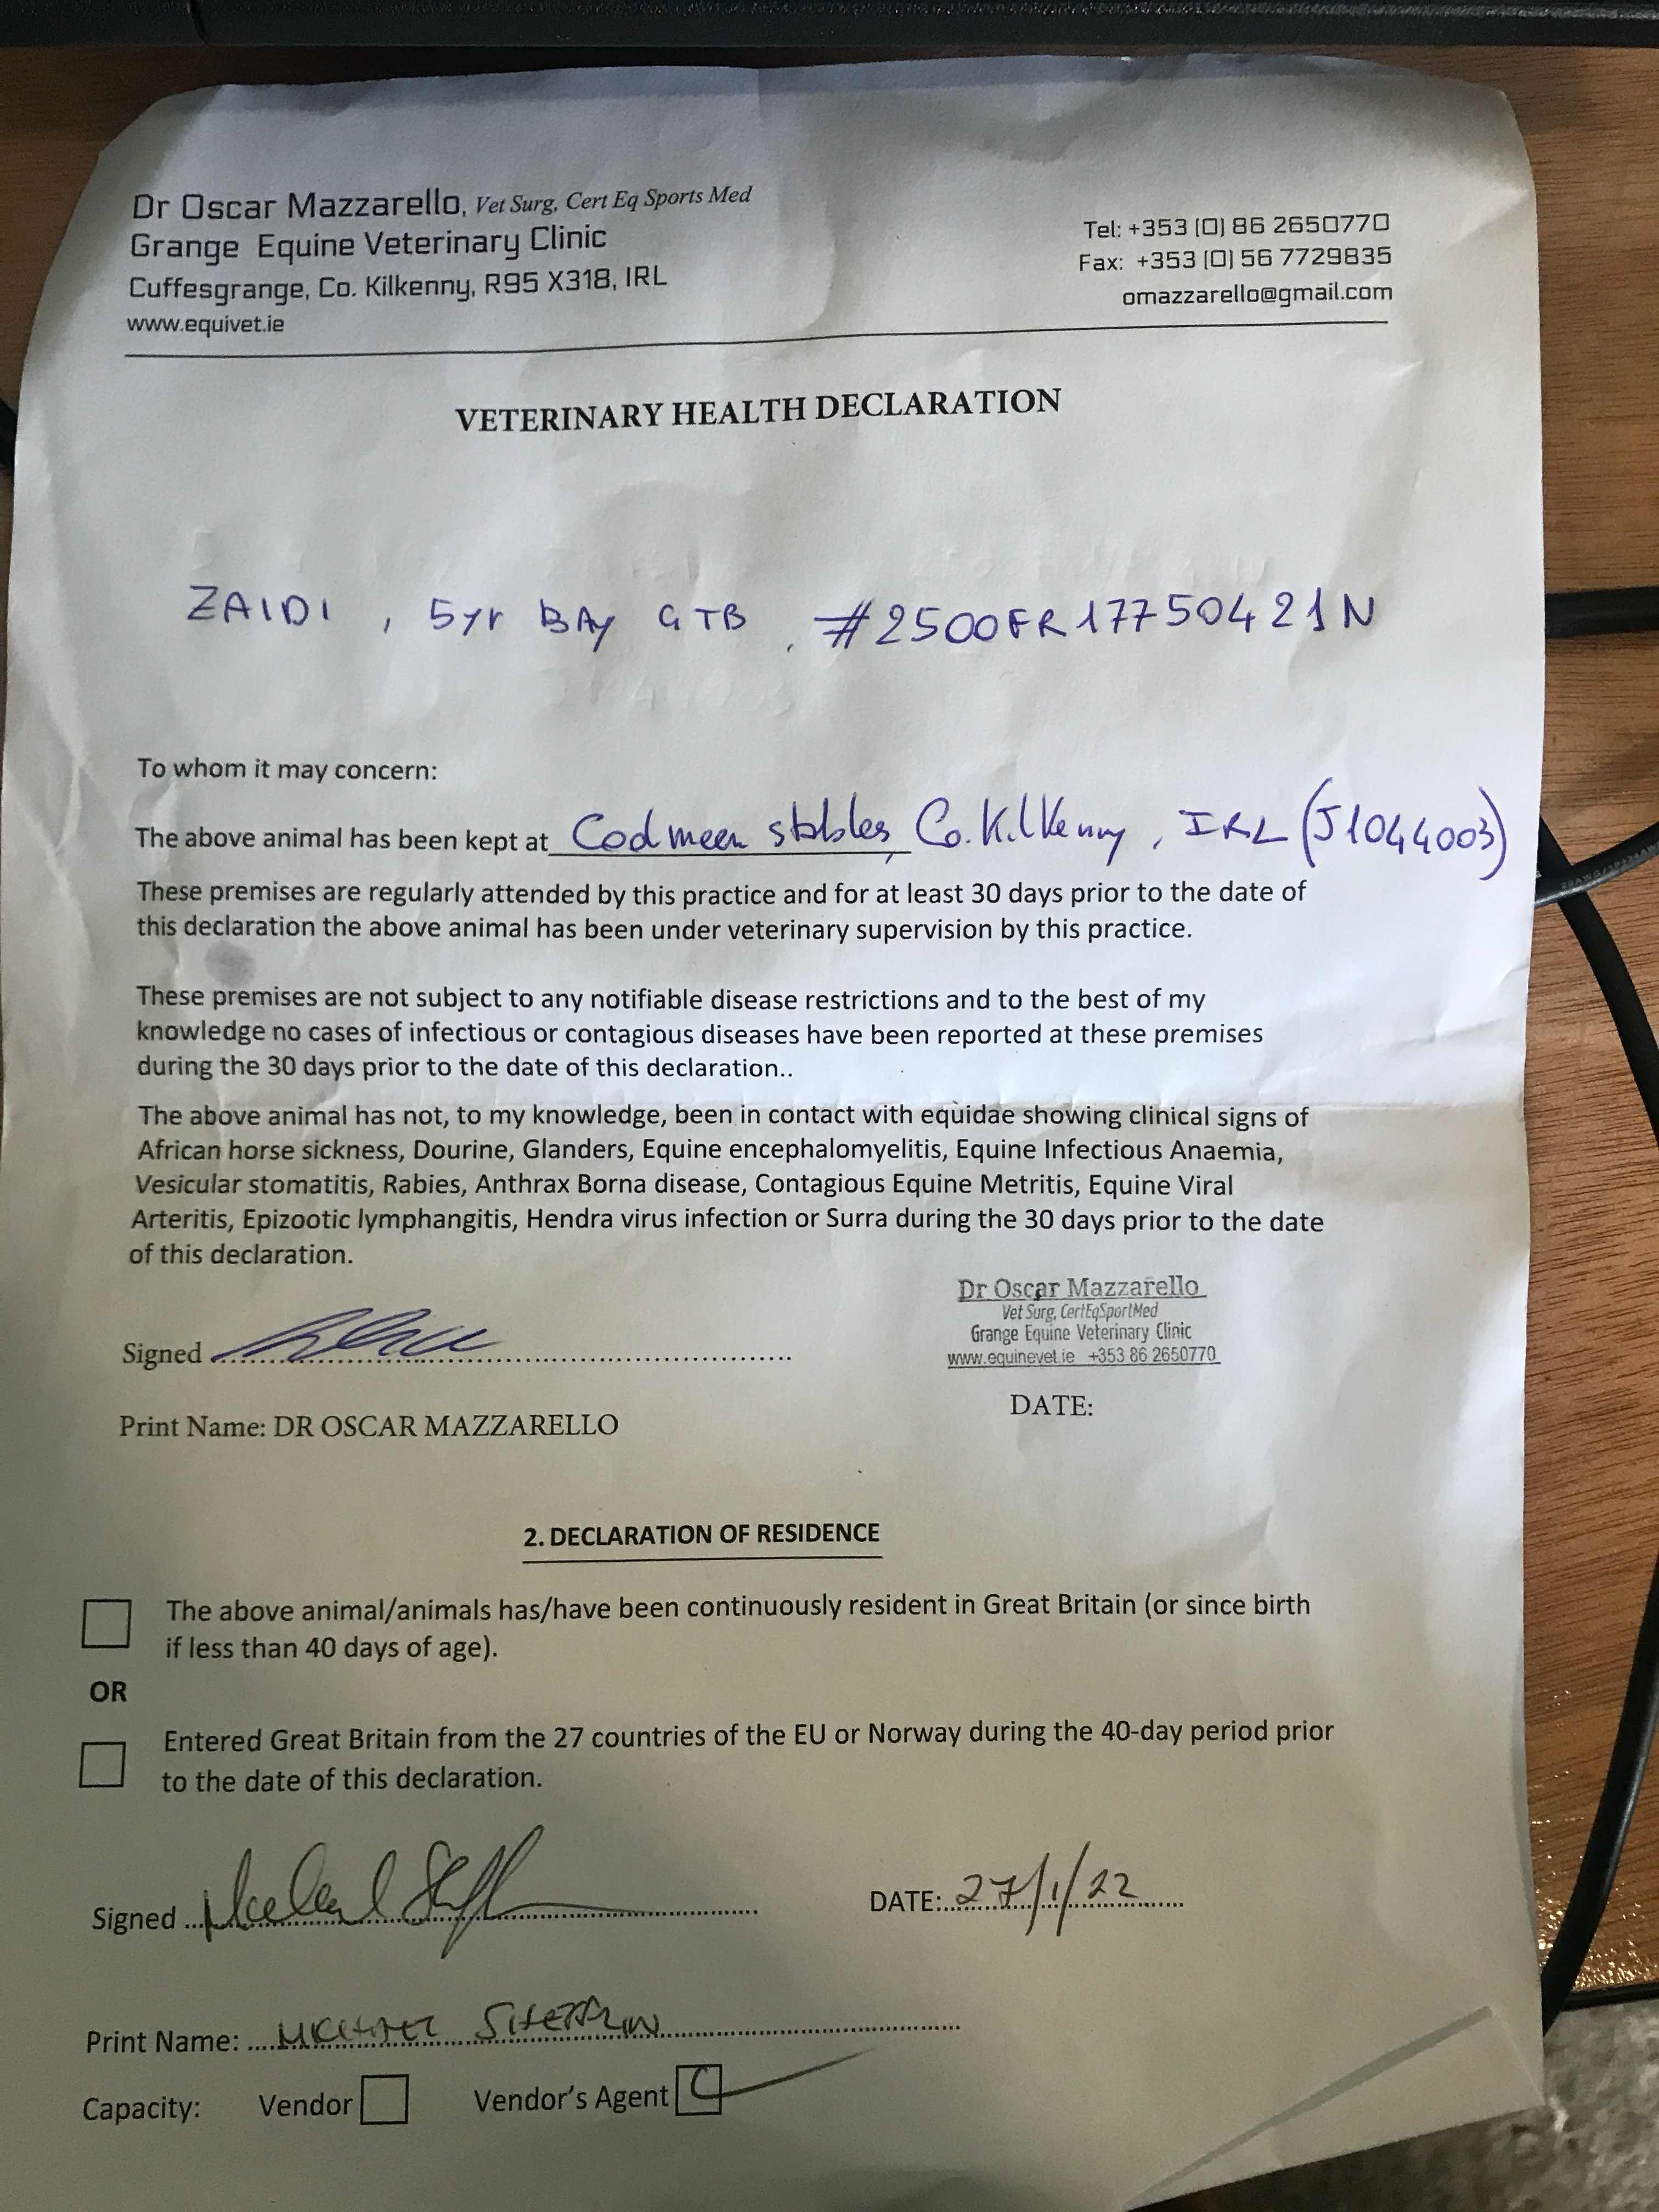 Dr Oscar Mazzarello, Vet Surg, Cert Eq Sports Med
Grange Equine Veterinary Clinic
Cuffesgrange, Co. Kilkenny, R95 X318, IRL
www.equivet.ie
Tel: +353 (0) 86 2650770
Fax: +353 (0) 56 7729835
omazzarello@gmail.com
VETERINARY HEALTH DECLARATION
ZAIDI, 5yr BAY GTB, #2500FR17750421N
To whom it may concern:
The above animal has been kept at Codmeen stables, Co. Kilkenny, IRL (J1044003)
These premises are regularly attended by this practice and for at least 30 days prior to the date of
this declaration the above animal has been under veterinary supervision by this practice.
These premises are not subject to any notifiable disease restrictions and to the best of my
knowledge no cases of infectious or contagious diseases have been reported at these premises
during the 30 days prior to the date of this declaration..
The above animal has not, to my knowledge, been in contact with equidae showing clinical signs of
African horse sickness, Dourine, Glanders, Equine encephalomyelitis, Equine Infectious Anaemia,
Vesicular stomatitis, Rabies, Anthrax Borna disease, Contagious Equine Metritis, Equine Viral
Arteritis, Epizootic lymphangitis, Hendra virus infection or Surra during the 30 days prior to the date
of this declaration.
Dr Oscar Mazzarello
Vet Surg, CertEqSportMed
Grange Equine Veterinary Clinic
www.equinevet.ie +353 86 2650770
Signed
DATE:
Print Name: DR OSCAR MAZZARELLO
2. DECLARATION OF RESIDENCE
The above animal/animals has/have been continuously resident in Great Britain (or since birth
if less than 40 days of age).
OR
Entered Great Britain from the 27 countries of the EU or Norway during the 40-day period prior
to the date of this declaration.
Signed
DATE: 27/1/22
Print Name: MICHAEL
Capacity: Vendor Vendor's Agent